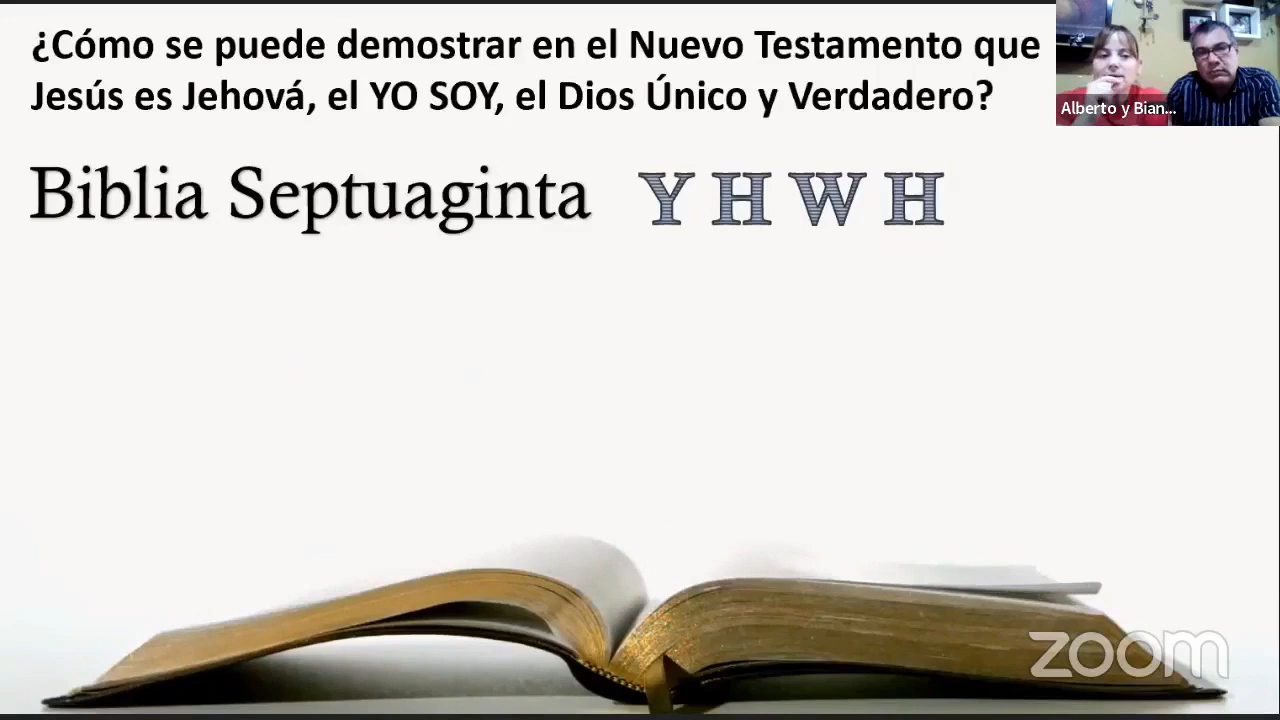 ¿Cómo se puede demostrar en el Nuevo Testamento que
Jesús es Jehová, el YO SOY, el Dios Único y Verdadero?
Alberto y Bian...
Biblia Septuaginta YHWH
zoom